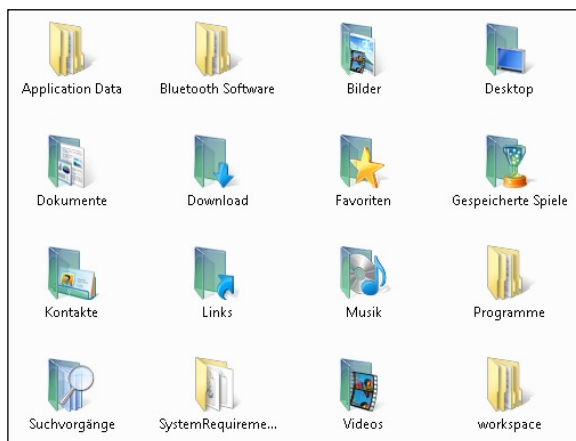 Application Data
Bluetooth Software
Bilder
Desktop
Dokumente
Download
Favoriten
Gespeicherte Spiele
Kontakte
Links
Musik
Programme
Suchvorgänge
SystemRequireme...
Videos
workspace